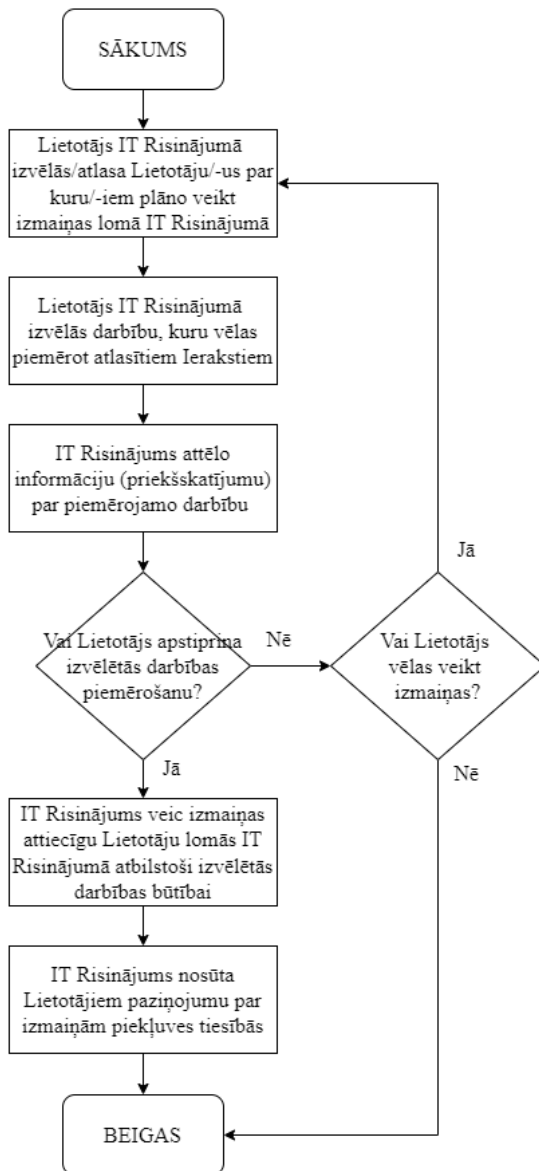 SĀKUMS
Lietotājs IT Risinājumā
izvēlās/atlasa Lietotāju/-us par
kuru/-iem plāno veikt
izmaiņas lomā IT Risinājumā
Lietotājs IT Risinājumā
izvēlās darbību, kuru vēlas
piemērot atlasītiem Ierakstiem
IT Risinājums attēlo
informāciju (priekšskatījumu)
par piemērojamo darbību
Jā
Vai Lietotājs apstiprina
izvēlētās darbības
piemērošanu?
Nē
Vai Lietotājs
vēlas veikt
izmaiņas?
Jā
Nē
IT Risinājums veic izmaiņas
attiecīgu Lietotāju lomās IT
Risinājumā atbilstoši izvēlētās
darbības būtībai
IT Risinājums nosūta
Lietotājiem paziņojumu par
izmaiņām piekļuves tiesībās
BEIGAS